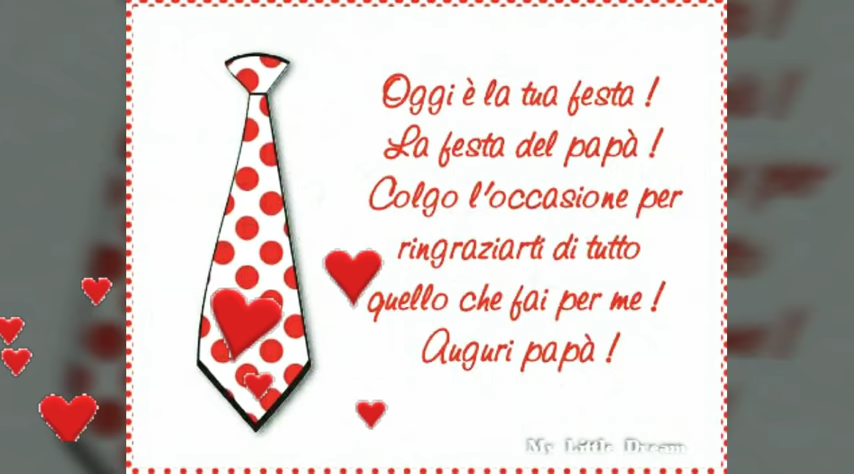 Oggi è la tua festa !
La festa del papà !
Colgo l'occasione per
ringraziarti di tutto
quello che fai per me !
Auguri papà !
My Little Dream